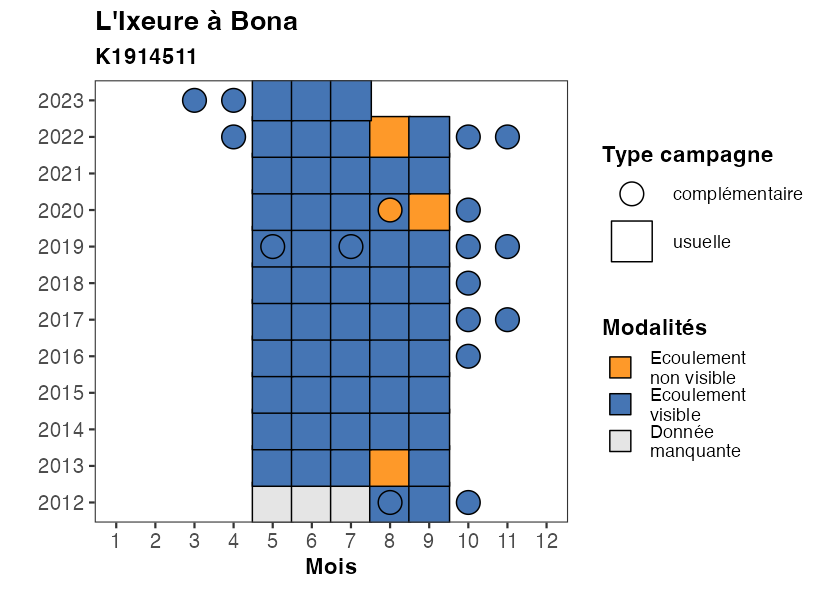 L'Ixeure à Bona
K1914511
2023
2022
2021
2020
2019
2018
2017
2016
2015
2014
2013
2012
1 2 3 4 5 6 7 8 9 10 11 12
Mois
Type campagne
complémentaire
usuelle
Modalités
Ecoulement
non visible
Ecoulement
visible
Donnée
manquante